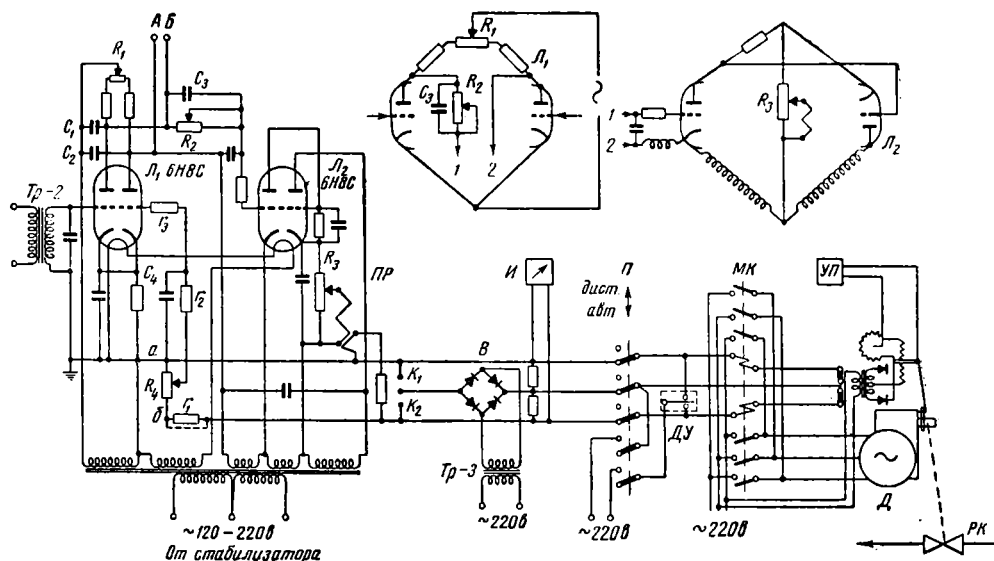 А Б
R₁
C₃
R₂
C₁
C₂
Л₁ 6Н8С
Л₂
6Н8С
Тр-2
r₃
C₄
r₂
R₃
ПР
а
R₄
б
r₁
K₁
K₂
~120-220в
От стабилизатора
R₁
Л₁
C₃
R₂
1
2
~
1
2
R₃
Л₂
И
П
дист.
авт
В
Тр-3
~220в
~220в
ДУ
МК
~220в
УП
~
Д
РК